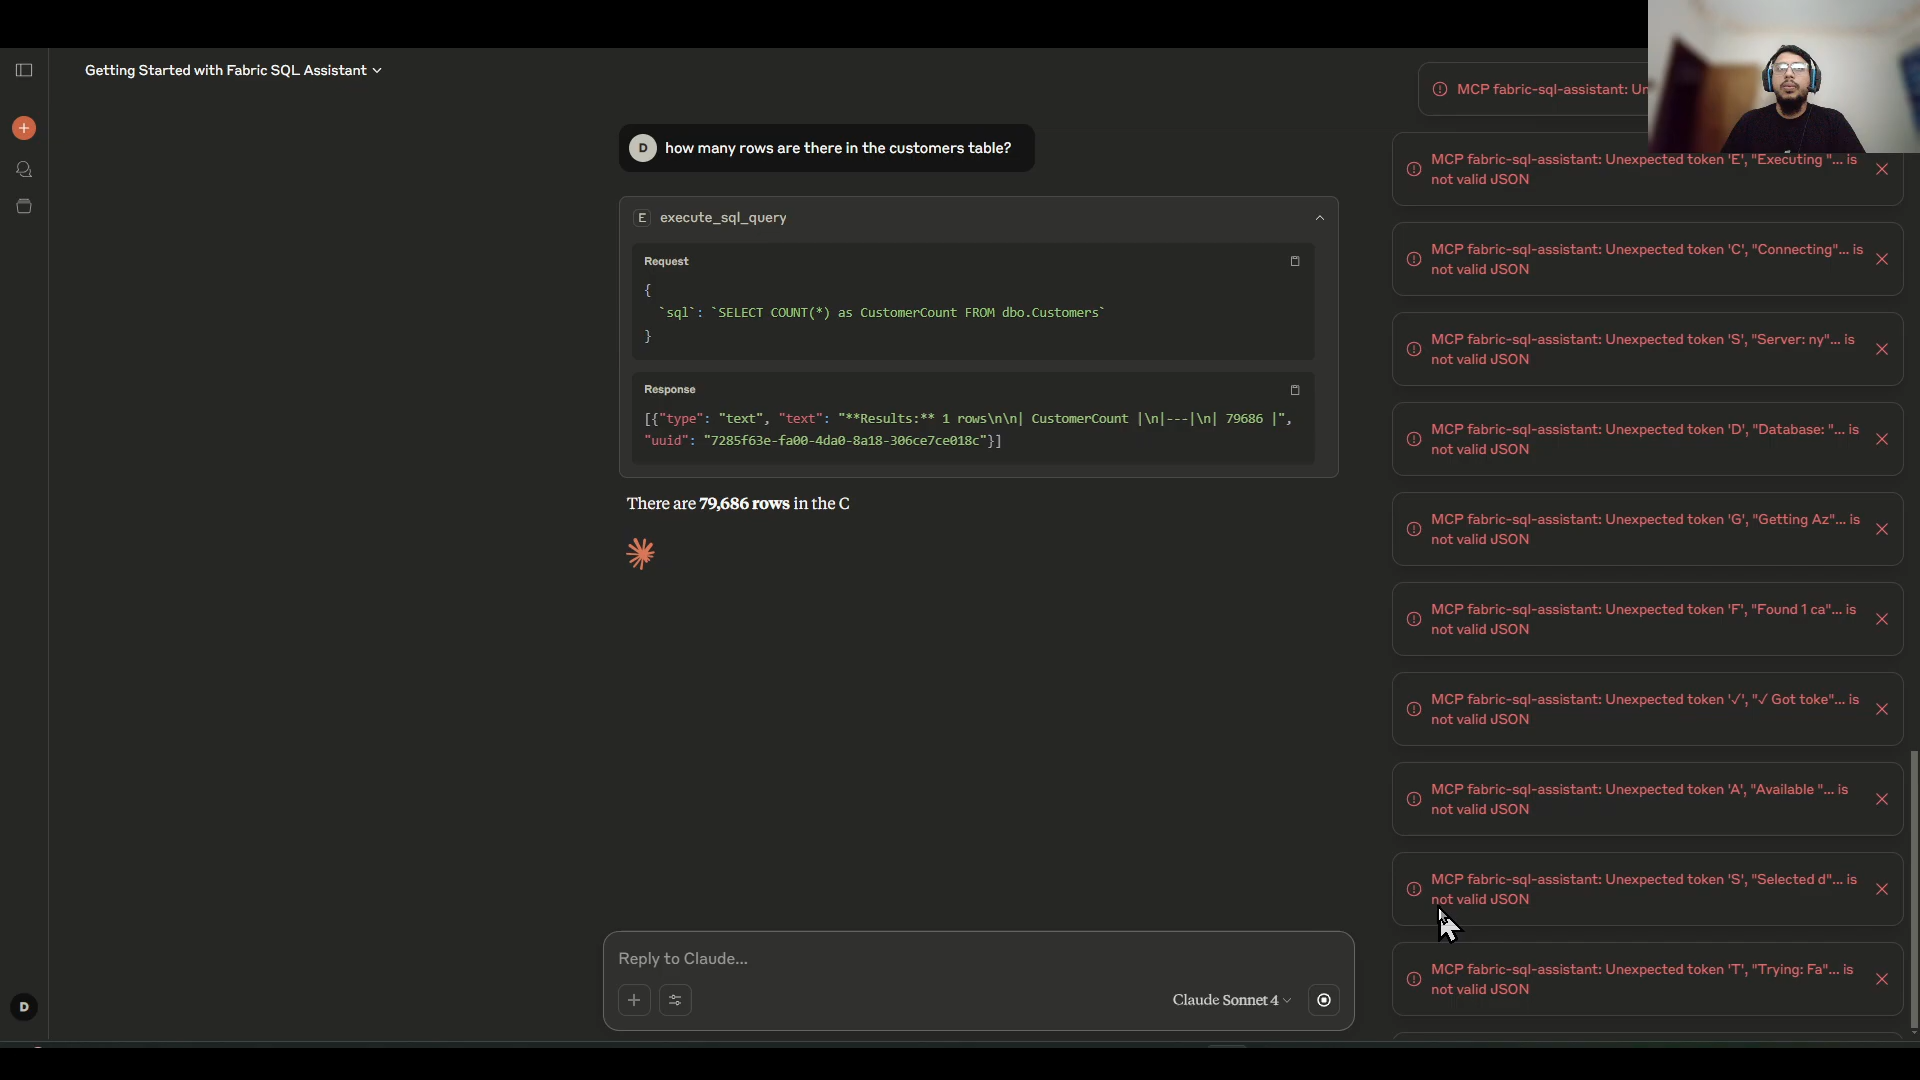 Getting Started with Fabric SQL Assistant
D
how many rows are there in the customers table?
E execute_sql_query
Request
{
`sql`: `SELECT COUNT(*) as CustomerCount FROM dbo.Customers`
}
Response
[{"type": "text", "text": "**Results:** 1 rows\n\n| CustomerCount |\n|---|\n| 79686 |",
"uuid": "7285f63e-fa00-4da0-8a18-306ce7ce018c"}]
There are 79,686 rows in the C
Reply to Claude...
Claude Sonnet 4
D
MCP fabric-sql-assistant: Un
MCP fabric-sql-assistant: Unexpected token 'E', "Executing "... is
not valid JSON
MCP fabric-sql-assistant: Unexpected token 'C', "Connecting"... is
not valid JSON
MCP fabric-sql-assistant: Unexpected token 'S', "Server: ny"... is
not valid JSON
MCP fabric-sql-assistant: Unexpected token 'D', "Database: "... is
not valid JSON
MCP fabric-sql-assistant: Unexpected token 'G', "Getting Az"... is
not valid JSON
MCP fabric-sql-assistant: Unexpected token 'F', "Found 1 ca"... is
not valid JSON
MCP fabric-sql-assistant: Unexpected token '✓', "✓ Got toke"... is
not valid JSON
MCP fabric-sql-assistant: Unexpected token 'A', "Available "... is
not valid JSON
MCP fabric-sql-assistant: Unexpected token 'S', "Selected d"... is
not valid JSON
MCP fabric-sql-assistant: Unexpected token 'T', "Trying: Fa"... is
not valid JSON